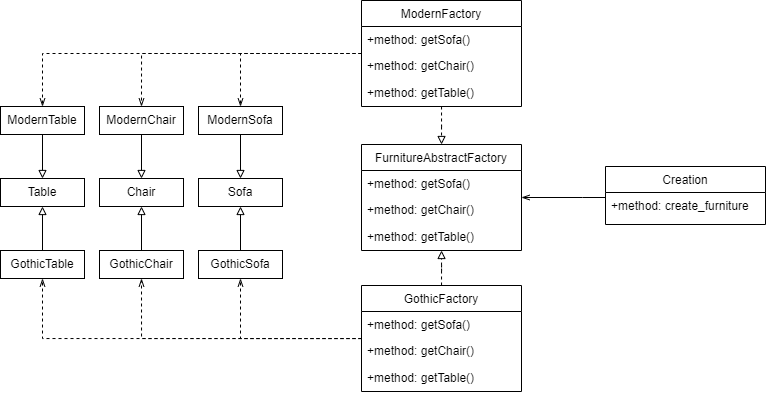 ModernFactory
+method: getSofa()
+method: getChair()
+method: getTable()
ModernTable
ModernChair
ModernSofa
FurnitureAbstractFactory
+method: getSofa()
+method: getChair()
+method: getTable()
Table
Chair
Sofa
Creation
+method: create_furniture
GothicTable
GothicChair
GothicSofa
GothicFactory
+method: getSofa()
+method: getChair()
+method: getTable()